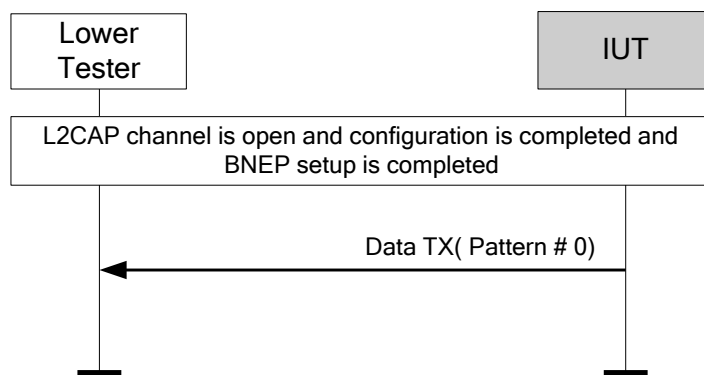 Lower
Tester
IUT
L2CAP channel is open and configuration is completed and
BNEP setup is completed
Data TX( Pattern # 0)